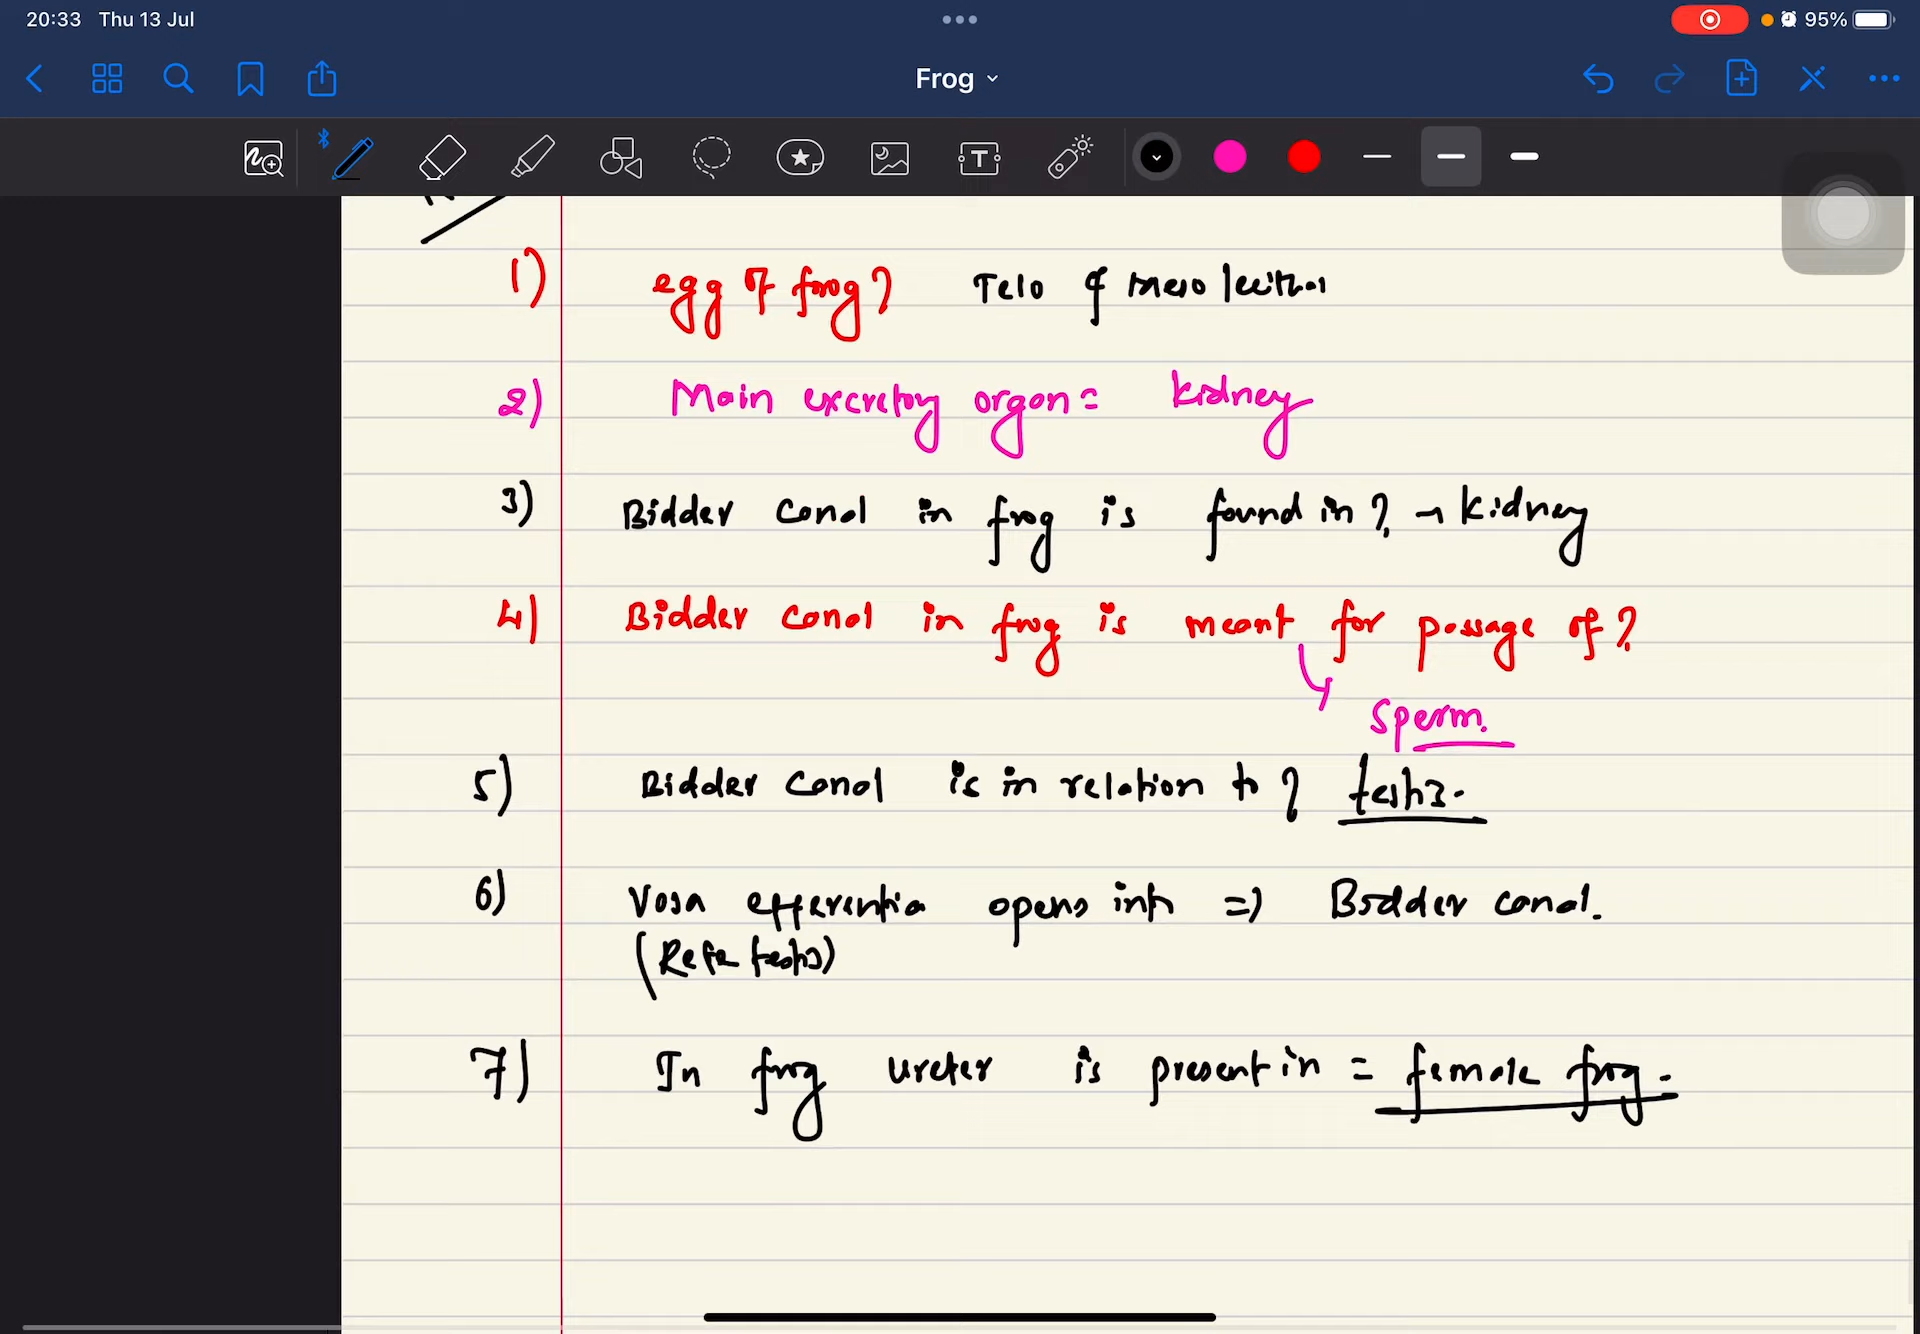 20:33 Thu 13 Jul
95%
Frog
1) egg of frog? Telo & mesolecithal
2) Main excretory organ = kidney
3) Bidder canal in frog is found in? → kidney
4) Bidder canal in frog is meant for passage of?
Sperm.
5) Bidder canal is in relation to? testis.
6) Vasa efferentia opens into => Bidder canal.
(Rete testis)
7) In frog ureter is present in = female frog.